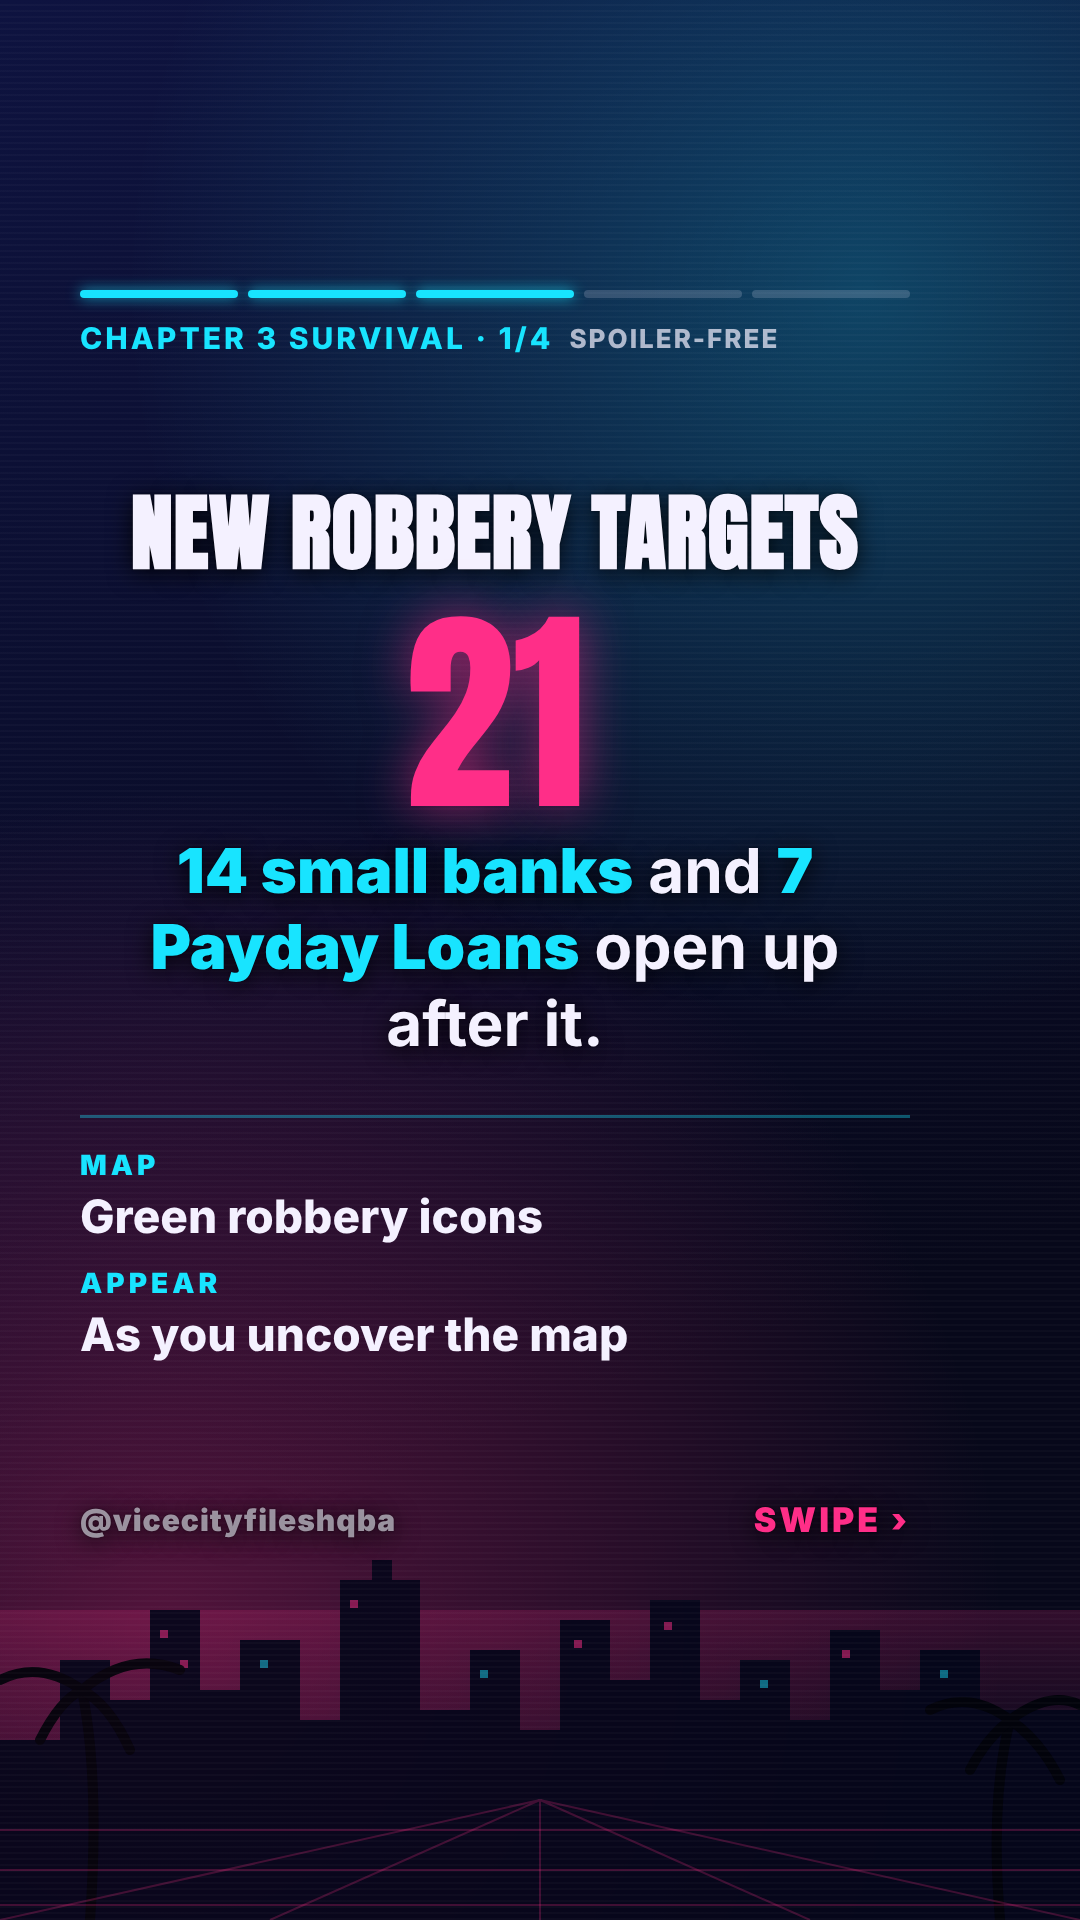 CHAPTER 3 SURVIVAL · 1/4 SPOILER-FREE
NEW ROBBERY TARGETS
21
14 small banks and 7
Payday Loans open up
after it.
MAP
Green robbery icons
APPEAR
As you uncover the map
@vicecityfileshqba
SWIPE ›